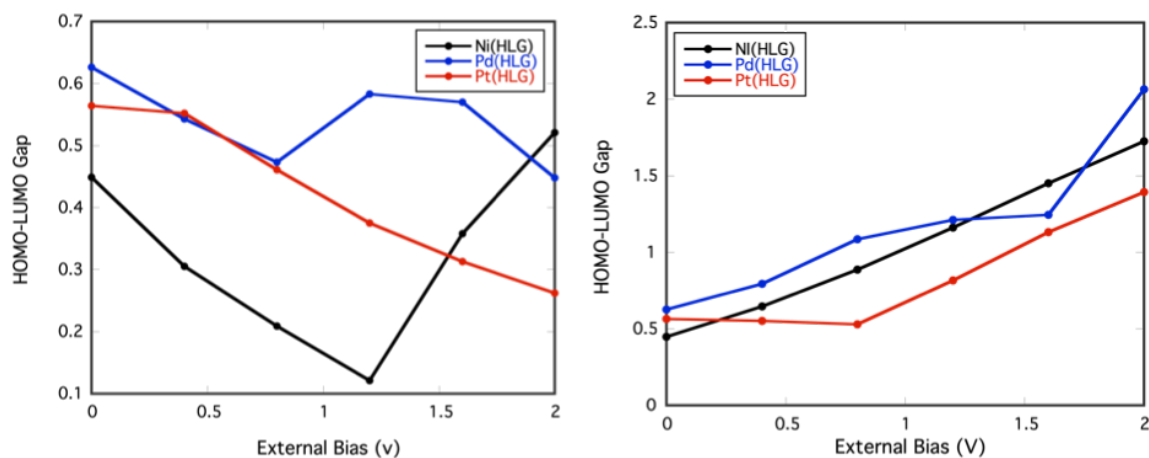 HOMO-LUMO Gap
0.7
0.6
0.5
0.4
0.3
0.2
0.1
Ni(HLG)
Pd(HLG)
Pt(HLG)
0 0.5 1 1.5 2
External Bias (v)
HOMO-LUMO Gap
2.5
2
1.5
1
0.5
0
NI(HLG)
Pd(HLG)
Pt(HLG)
0 0.5 1 1.5 2
External Bias (V)